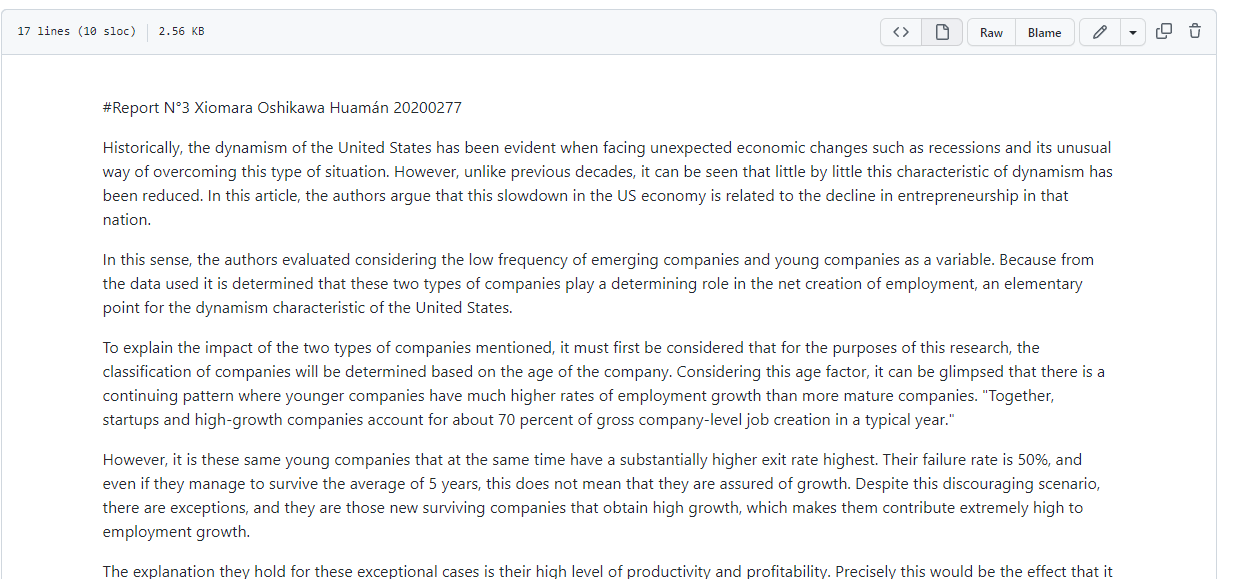 17 lines (10 sloc) 2.56 KB
Raw Blame
#Report N°3 Xiomara Oshikawa Huamán 20200277
Historically, the dynamism of the United States has been evident when facing unexpected economic changes such as recessions and its unusual
way of overcoming this type of situation. However, unlike previous decades, it can be seen that little by little this characteristic of dynamism has
been reduced. In this article, the authors argue that this slowdown in the US economy is related to the decline in entrepreneurship in that
nation.
In this sense, the authors evaluated considering the low frequency of emerging companies and young companies as a variable. Because from
the data used it is determined that these two types of companies play a determining role in the net creation of employment, an elementary
point for the dynamism characteristic of the United States.
To explain the impact of the two types of companies mentioned, it must first be considered that for the purposes of this research, the
classification of companies will be determined based on the age of the company. Considering this age factor, it can be glimpsed that there is a
continuing pattern where younger companies have much higher rates of employment growth than more mature companies. "Together,
startups and high-growth companies account for about 70 percent of gross company-level job creation in a typical year."
However, it is these same young companies that at the same time have a substantially higher exit rate highest. Their failure rate is 50%, and
even if they manage to survive the average of 5 years, this does not mean that they are assured of growth. Despite this discouraging scenario,
there are exceptions, and they are those new surviving companies that obtain high growth, which makes them contribute extremely high to
employment growth.
The explanation they hold for these exceptional cases is their high level of productivity and profitability. Precisely this would be the effect that it